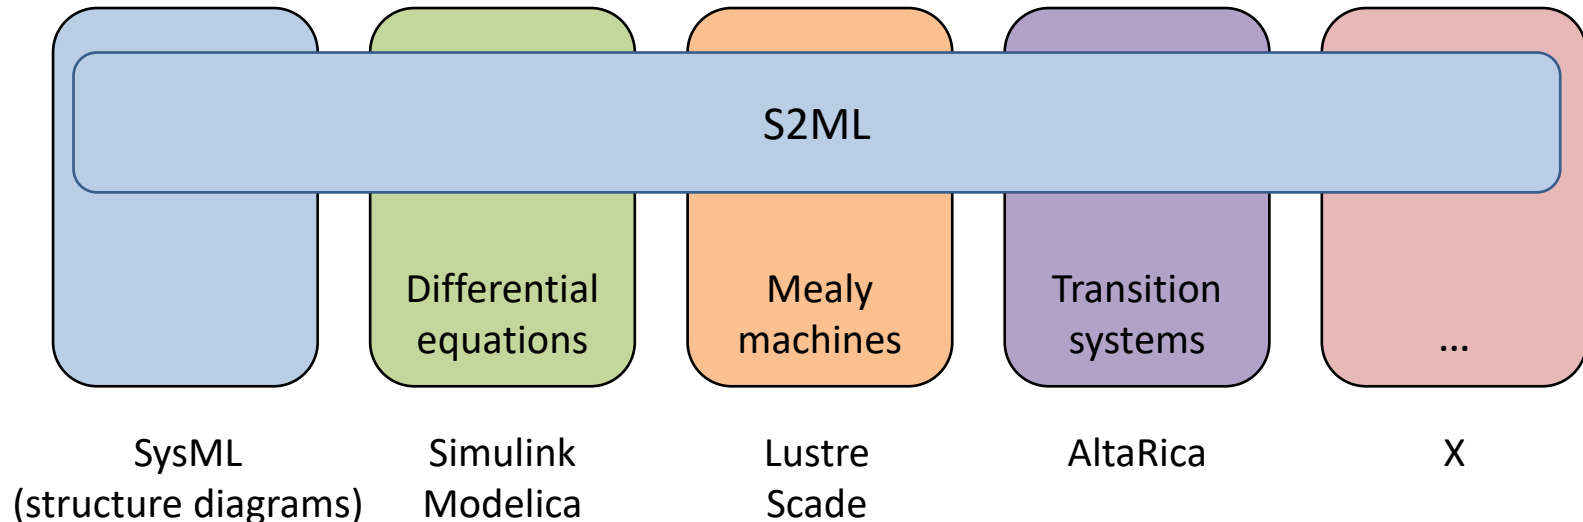 S2ML
Differential
equations
Mealy
machines
Transition
systems
...
SysML
(structure diagrams)
Simulink
Modelica
Lustre
Scade
AltaRica
X